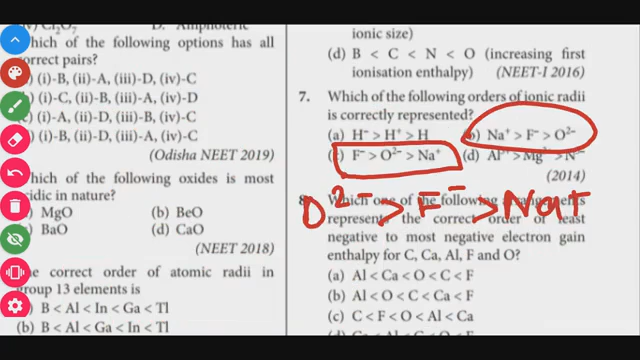 Cl2O7 D. Amphoteric
Which of the following options has all
correct pairs?
(i)-B, (ii)-A, (iii)-D, (iv)-C
(i)-C, (ii)-B, (iii)-A, (iv)-D
(i)-A, (ii)-D, (iii)-B, (iv)-C
(i)-B, (ii)-D, (iii)-A, (iv)-C
(Odisha NEET 2019)
Which of the following oxides is most
acidic in nature?
MgO (b) BeO
BaO (d) CaO
(NEET 2018)
The correct order of atomic radii in
group 13 elements is
B < Al < In < Ga < Tl
(b) B < Al < Ga < In < Tl
ionic size)
(d) B < C < N < O (increasing first
ionisation enthalpy) (NEET-I 2016)
7. Which of the following orders of ionic radii
is correctly represented?
(a) H⁻ > H⁺ > H (b) Na⁺ > F⁻ > O²⁻
(c) F⁻ > O²⁻ > Na⁺ (d) Al³⁺ > Mg²⁺ > N³⁻
(2014)
O²⁻ > F⁻ > Na⁺
8. Which one of the following arrangements
represents the correct order of least
negative to most negative electron gain
enthalpy for C, Ca, Al, F and O?
(a) Al < Ca < O < C < F
(b) Al < O < C < Ca < F
(c) C < F < O < Al < Ca